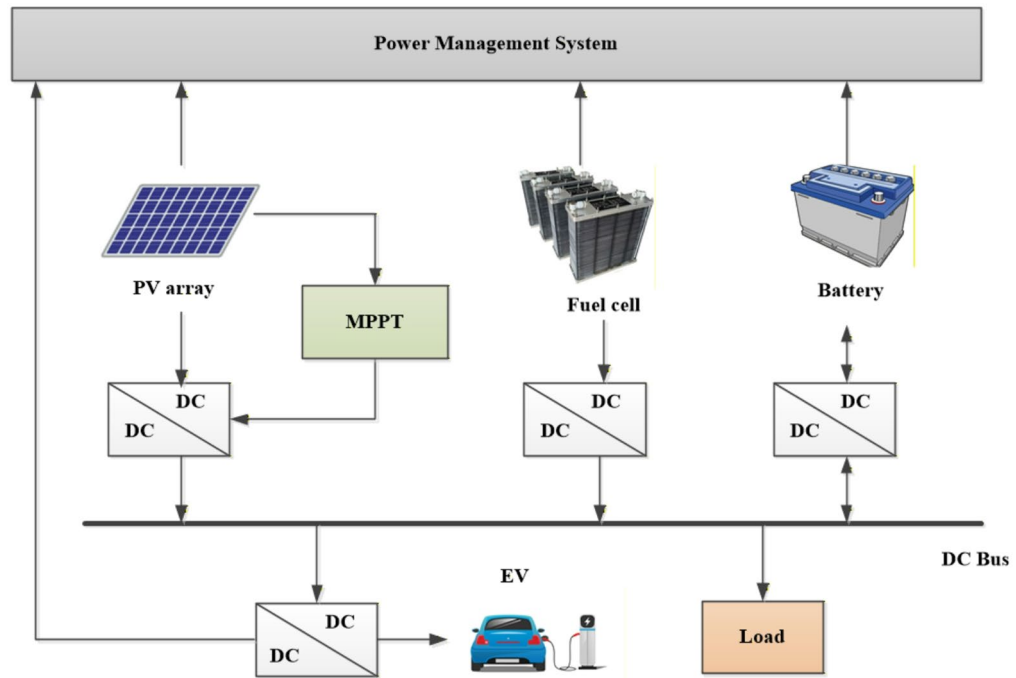 Power Management System
PV array
MPPT
Fuel cell
Battery
DC
DC
DC
DC
DC
DC
DC Bus
EV
DC
DC
Load